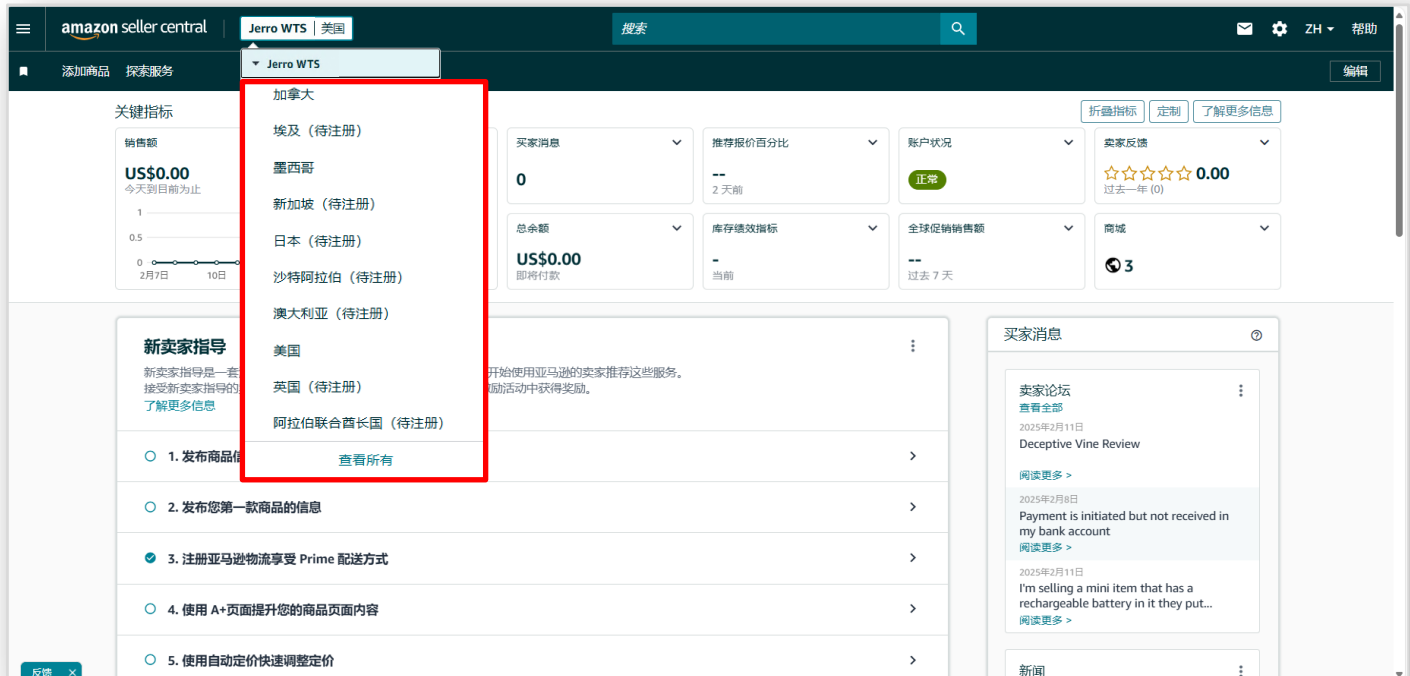 amazon seller central
Jerro WTS | 美国
搜索
ZH
帮助
添加商品
探索服务
编辑
Jerro WTS
加拿大
埃及（待注册）
墨西哥
新加坡（待注册）
日本（待注册）
沙特阿拉伯（待注册）
澳大利亚（待注册）
美国
英国（待注册）
阿拉伯联合酋长国（待注册）
查看所有
关键指标
折叠指标
定制
了解更多信息
销售额
US$0.00
今天到目前为止
1
0.5
0
2月7日
10日
买家消息
0
推荐报价百分比
--
2 天前
账户状况
正常
卖家反馈
0.00
过去一年 (0)
总余额
US$0.00
即将付款
库存绩效指标
-
当前
全球促销销售额
--
过去 7 天
商城
3
新卖家指导
新卖家指导是一套
开始使用亚马逊的卖家推荐这些服务。
接受新卖家指导的
励活动中获得奖励。
了解更多信息
1. 发布商品信
2. 发布您第一款商品的信息
3. 注册亚马逊物流享受 Prime 配送方式
4. 使用 A+页面提升您的商品页面内容
5. 使用自动定价快速调整定价
买家消息
卖家论坛
查看全部
2025年2月11日
Deceptive Vine Review
阅读更多 >
2025年2月8日
Payment is initiated but not received in
my bank account
阅读更多 >
2025年2月11日
I'm selling a mini item that has a
rechargeable battery in it they put...
阅读更多 >
新闻
反馈 ×